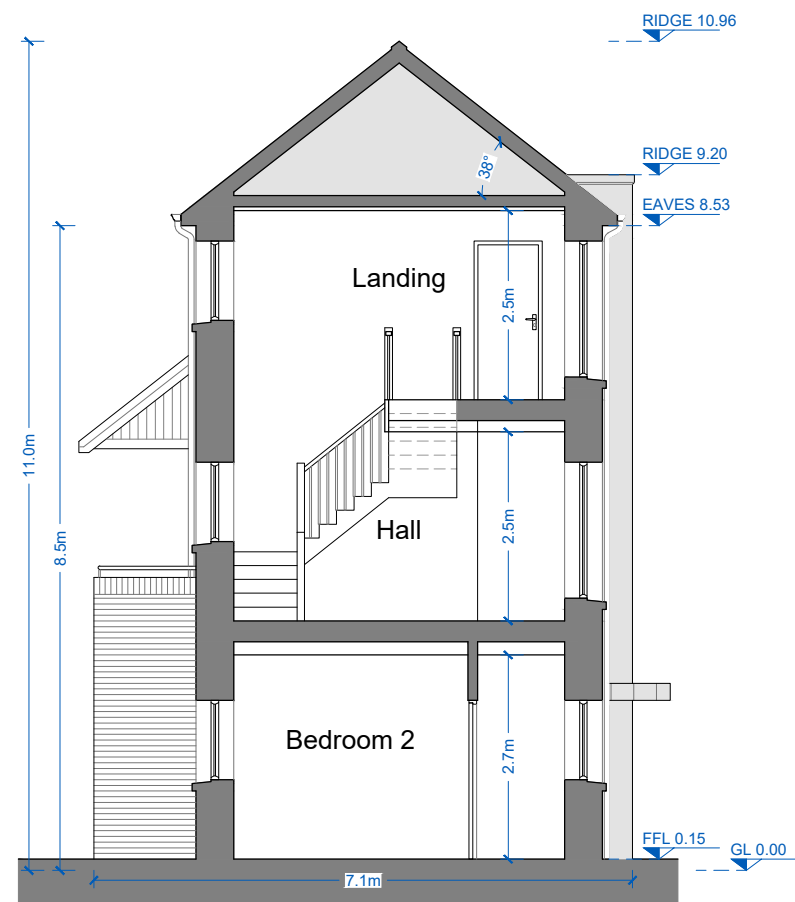 RIDGE 10.96
RIDGE 9.20
38°
EAVES 8.53
Landing
2.5m
11.0m
8.5m
Hall
2.5m
Bedroom 2
2.7m
FFL 0.15
GL 0.00
7.1m